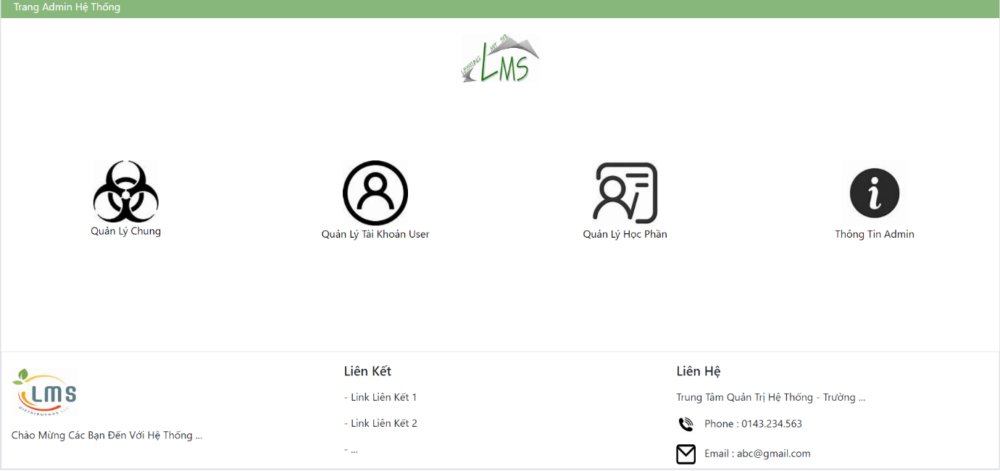 Trang Admin Hệ Thống
LEISTUNG MY SITE
LMS
Quản Lý Chung
Quản Lý Tài Khoản User
Quản Lý Học Phần
Thông Tin Admin
LMS
DISTRIBUTORS LLC
Chào Mừng Các Bạn Đến Với Hệ Thống ...
Liên Kết
- Link Liên Kết 1
- Link Liên Kết 2
- ...
Liên Hệ
Trung Tâm Quản Trị Hệ Thống - Trường ...
Phone : 0143.234.563
Email : abc@gmail.com